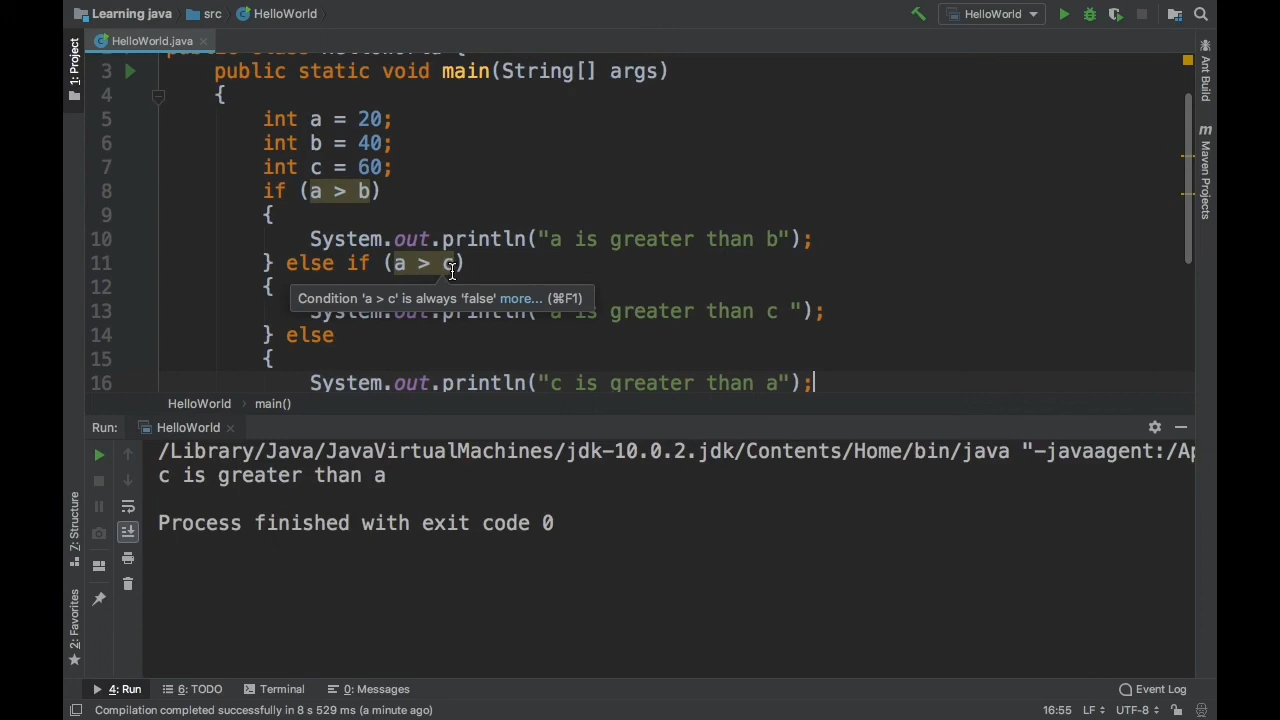 Learning java
src
HelloWorld
HelloWorld
HelloWorld.java
1: Project
Ant Build
Maven Projects
3 public static void main(String[] args)
4 {
5 int a = 20;
6 int b = 40;
7 int c = 60;
8 if (a > b)
9 {
10 System.out.println("a is greater than b");
11 } else if (a > c)
12 {
Condition 'a > c' is always 'false' more... (⌘F1)
13 System.out.println("a is greater than c ");
14 } else
15 {
16 System.out.println("c is greater than a");
HelloWorld > main()
Run: HelloWorld
/Library/Java/JavaVirtualMachines/jdk-10.0.2.jdk/Contents/Home/bin/java "-javaagent:/Ap
c is greater than a
Process finished with exit code 0
Z: Structure
2: Favorites
4: Run
6: TODO
Terminal
0: Messages
Event Log
Compilation completed successfully in 8 s 529 ms (a minute ago)
16:55
LF
UTF-8